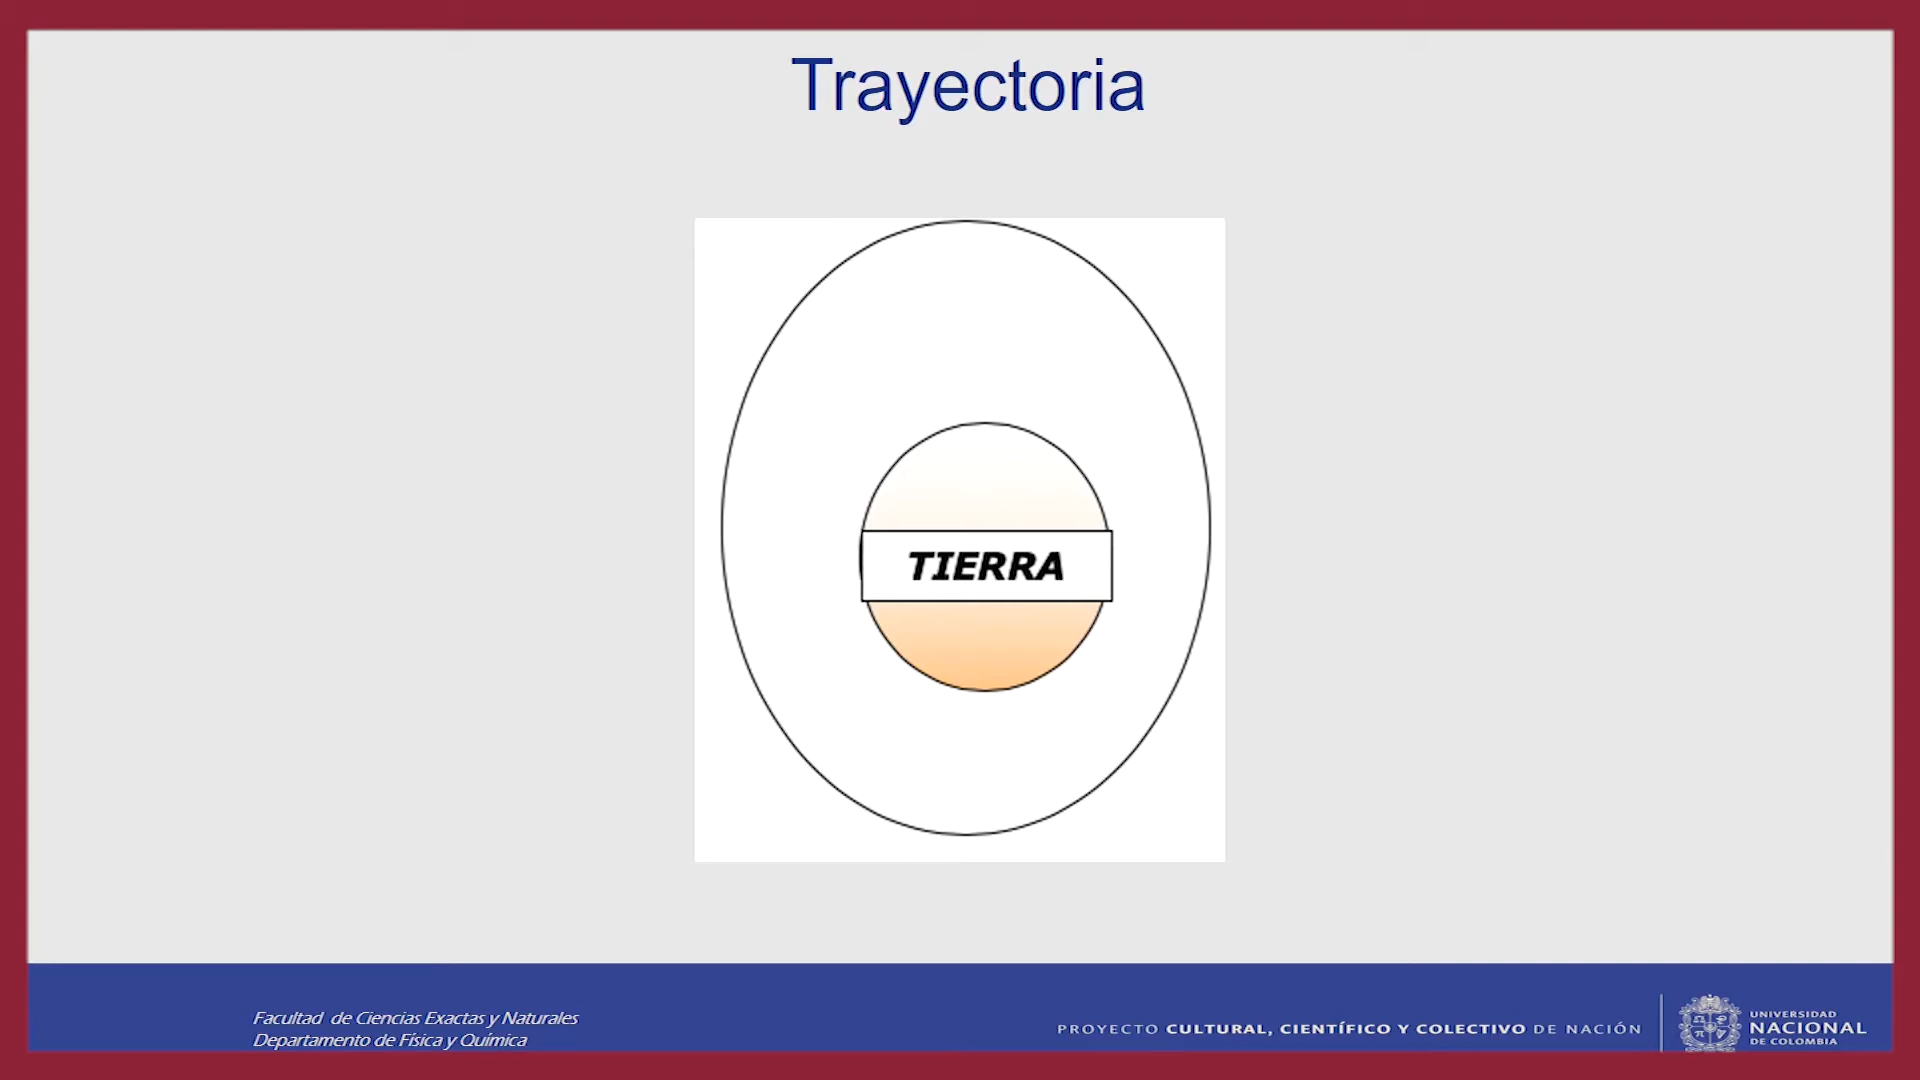 Trayectoria
TIERRA
Facultad de Ciencias Exactas y Naturales
Departamento de Física y Química
PROYECTO CULTURAL, CIENTÍFICO Y COLECTIVO DE NACIÓN
UNIVERSIDAD
NACIONAL
DE COLOMBIA